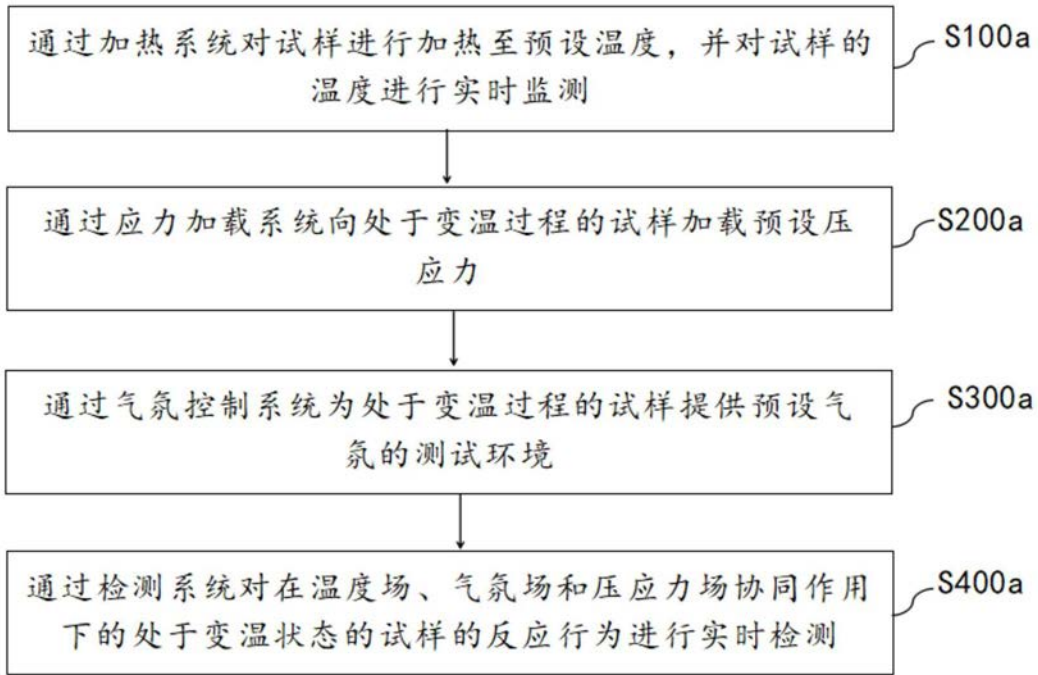 通过加热系统对试样进行加热至预设温度，并对试样的
温度进行实时监测
S100a
通过应力加载系统向处于变温过程的试样加载预设压
应力
S200a
通过气氛控制系统为处于变温过程的试样提供预设气
氛的测试环境
S300a
通过检测系统对在温度场、气氛场和压应力场协同作用
下的处于变温状态的试样的反应行为进行实时检测
S400a